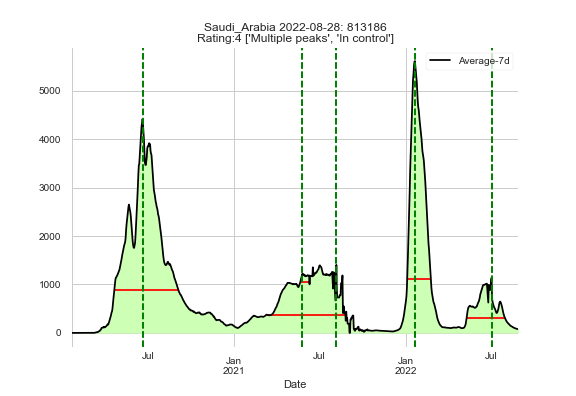 Saudi_Arabia 2022-08-28: 813186
Rating:4 ['Multiple peaks', 'In control']
Average-7d
5000
4000
3000
2000
1000
0
Jul
Jan
2021
Jul
Jan
2022
Jul
Date